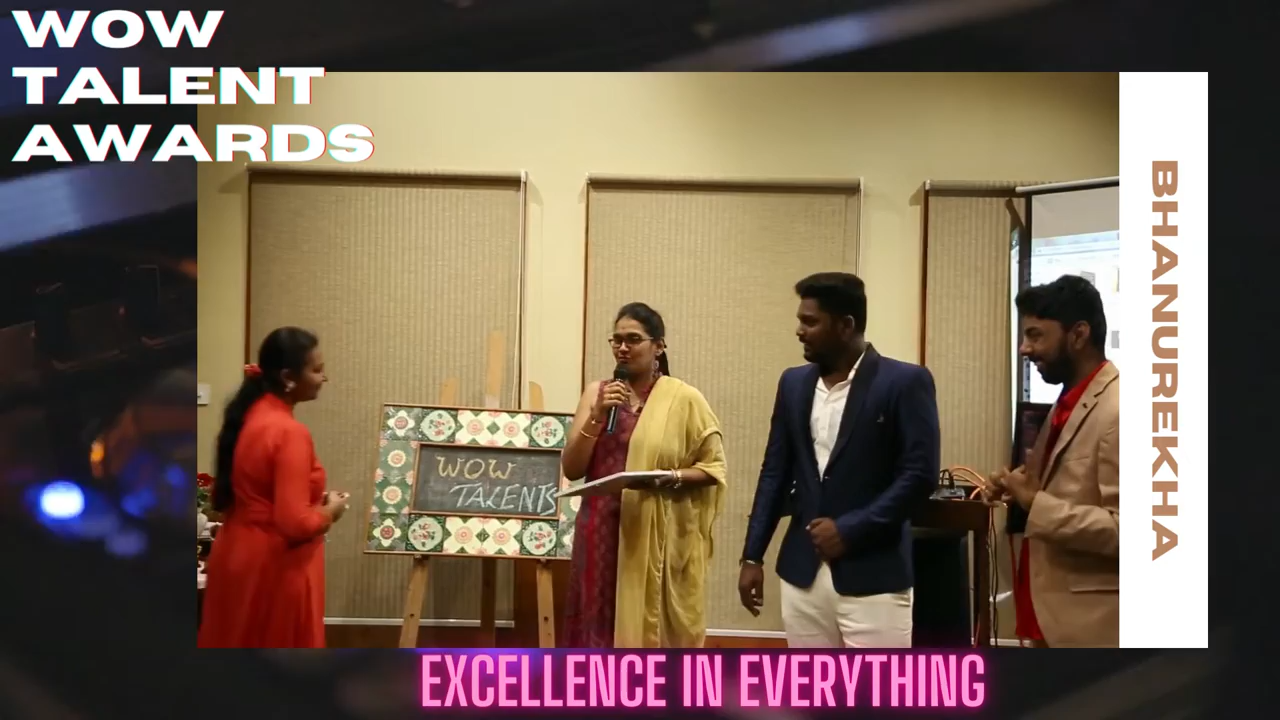 WOW
TALENT
AWARDS
WOW
TALENTS
BHANUREKHA
EXCELLENCE IN EVERYTHING